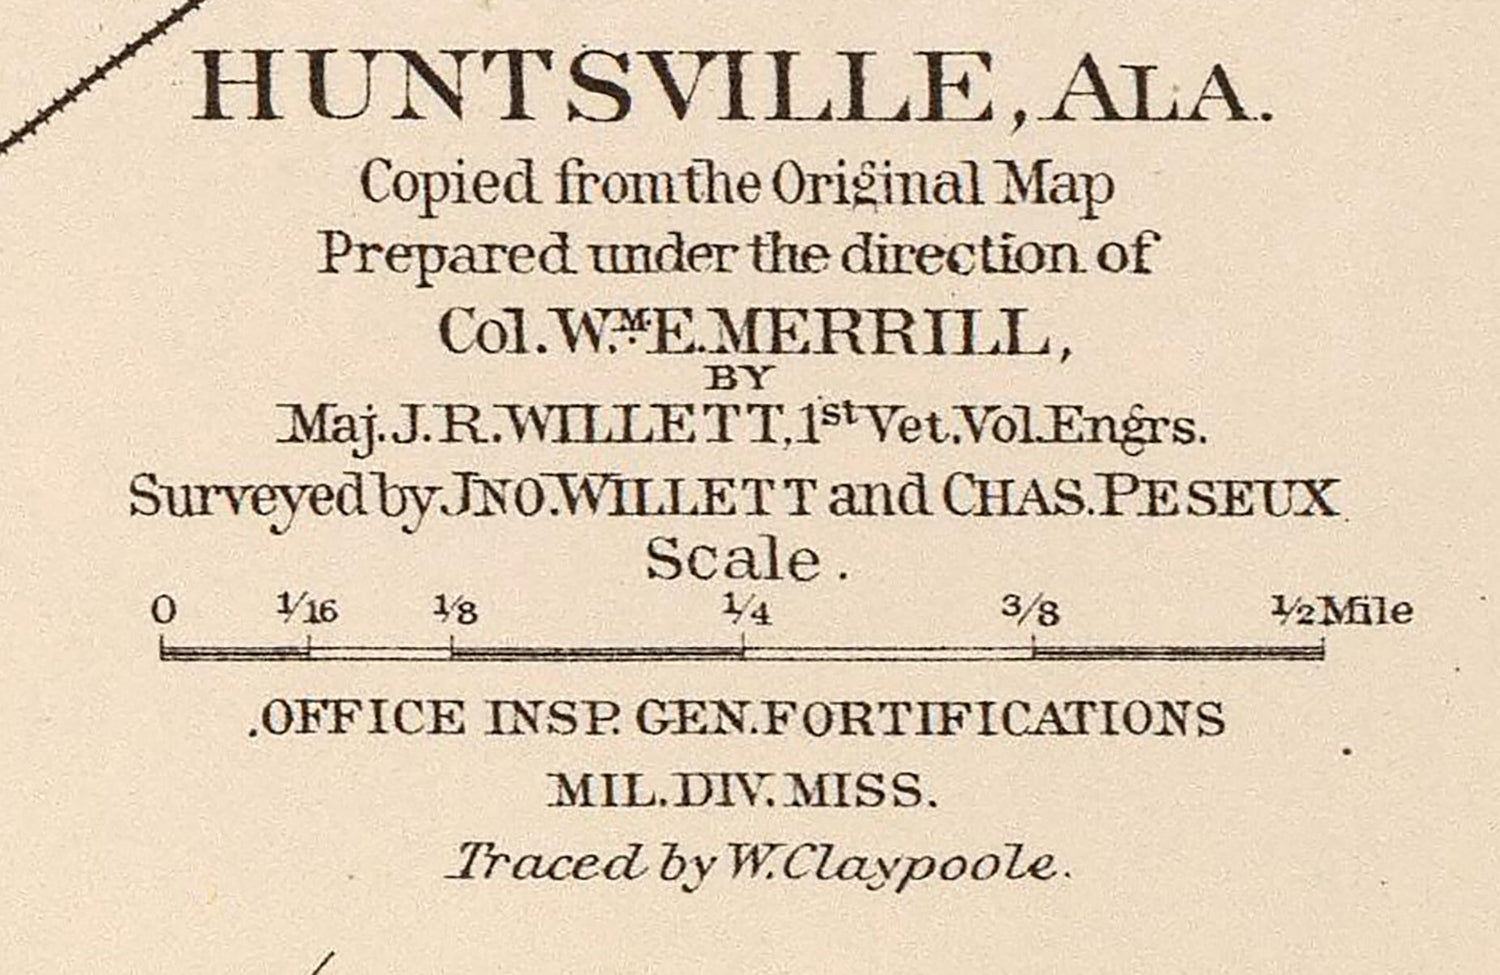 HUNTSVILLE, ALA.
Copied from the Original Map
Prepared under the direction of
Col. Wᴹ. E. MERRILL,
BY
Maj. J. R. WILLETT, 1st Vet. Vol. Engrs.
Surveyed by JNO. WILLETT and CHAS. PESEUX
Scale.
0 1/16 1/8 1/4 3/8 1/2 Mile
OFFICE INSP. GEN. FORTIFICATIONS
MIL. DIV. MISS.
Traced by W. Claypoole.